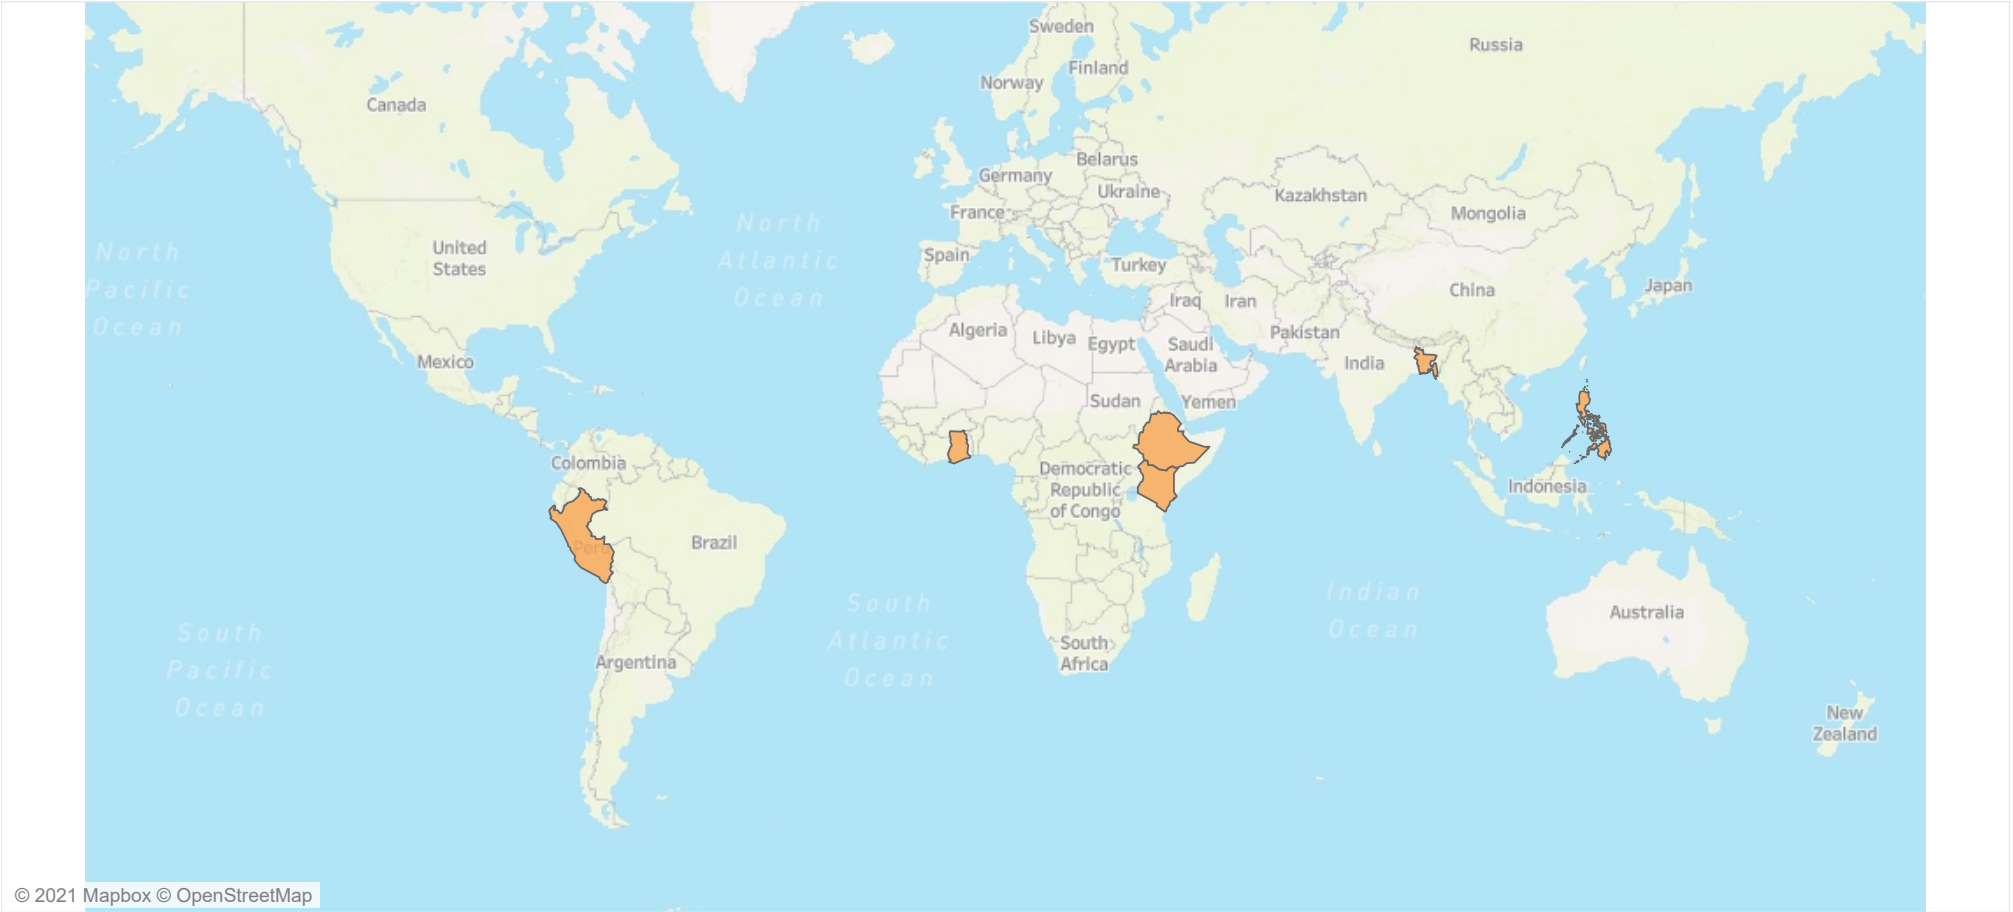 Sweden
Russia
Finland
Norway
Canada
Belarus
Germany
Ukraine
Kazakhstan
France
Mongolia
North
Atlantic
Ocean
North
Pacific
Ocean
United
States
Spain
Turkey
China
Japan
Iraq
Iran
Algeria
Libya
Egypt
Pakistan
Saudi
Arabia
India
Mexico
Sudan
Yemen
Colombia
Democratic
Republic
of Congo
Indonesia
Peru
Brazil
South
Atlantic
Ocean
Indian
Ocean
Australia
South
Pacific
Ocean
South
Africa
Argentina
New
Zealand
© 2021 Mapbox © OpenStreetMap